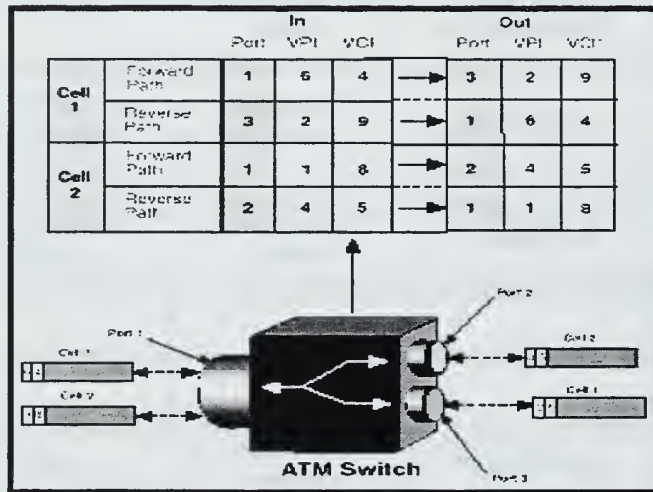 In Out
Port VPI VCI Port VPI VCI
Cell 1 Forward Path 1 6 4 3 2 9
Reverse Path 3 2 9 1 6 4
Cell 2 Forward Path 1 1 8 2 4 5
Reverse Path 2 4 5 1 1 8
Port 2
Port 1
Cell 1 Cell 2
Cell 2 Cell 1
ATM Switch
Port 3